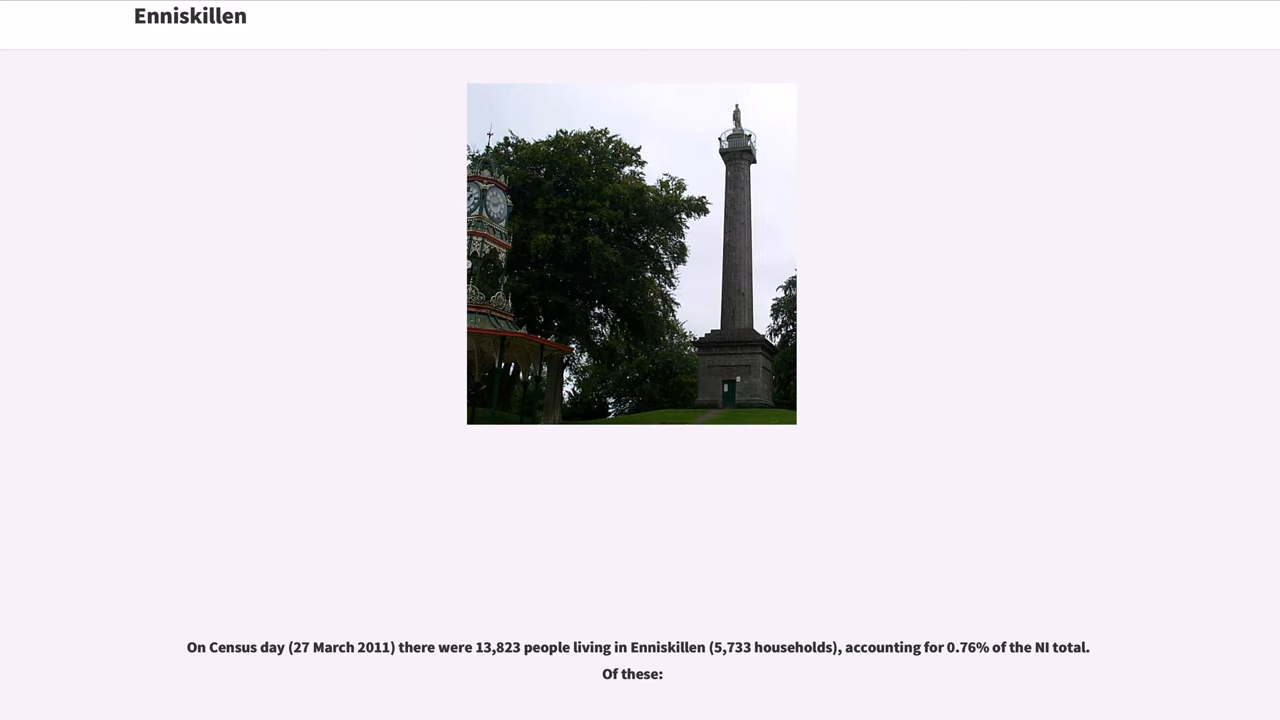 Enniskillen
On Census day (27 March 2011) there were 13,823 people living in Enniskillen (5,733 households), accounting for 0.76% of the NI total.
Of these: